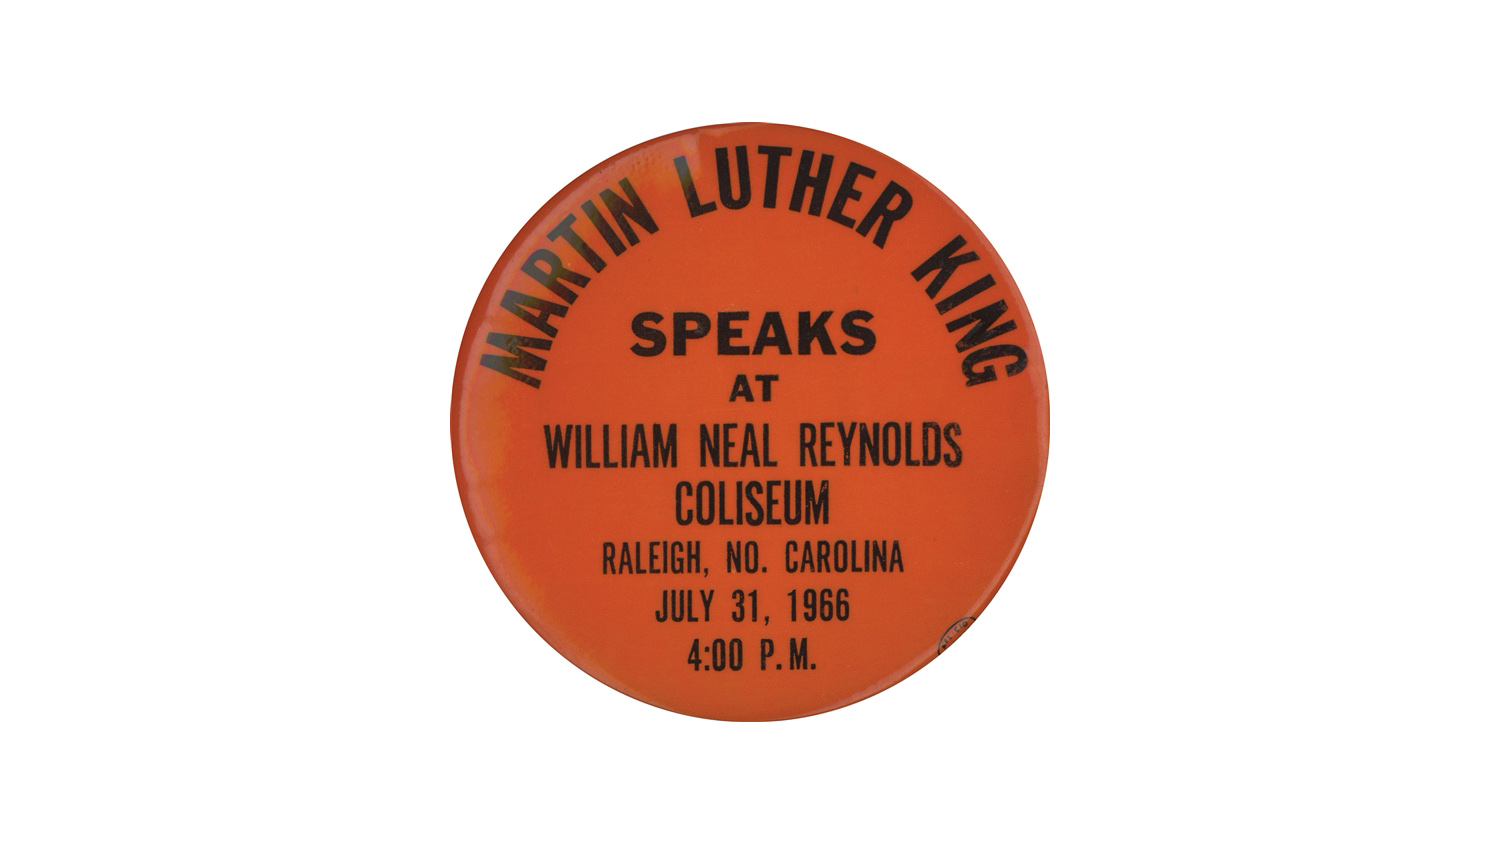 MARTIN LUTHER KING
SPEAKS
AT
WILLIAM NEAL REYNOLDS
COLISEUM
RALEIGH, NO. CAROLINA
JULY 31, 1966
4:00 P.M.